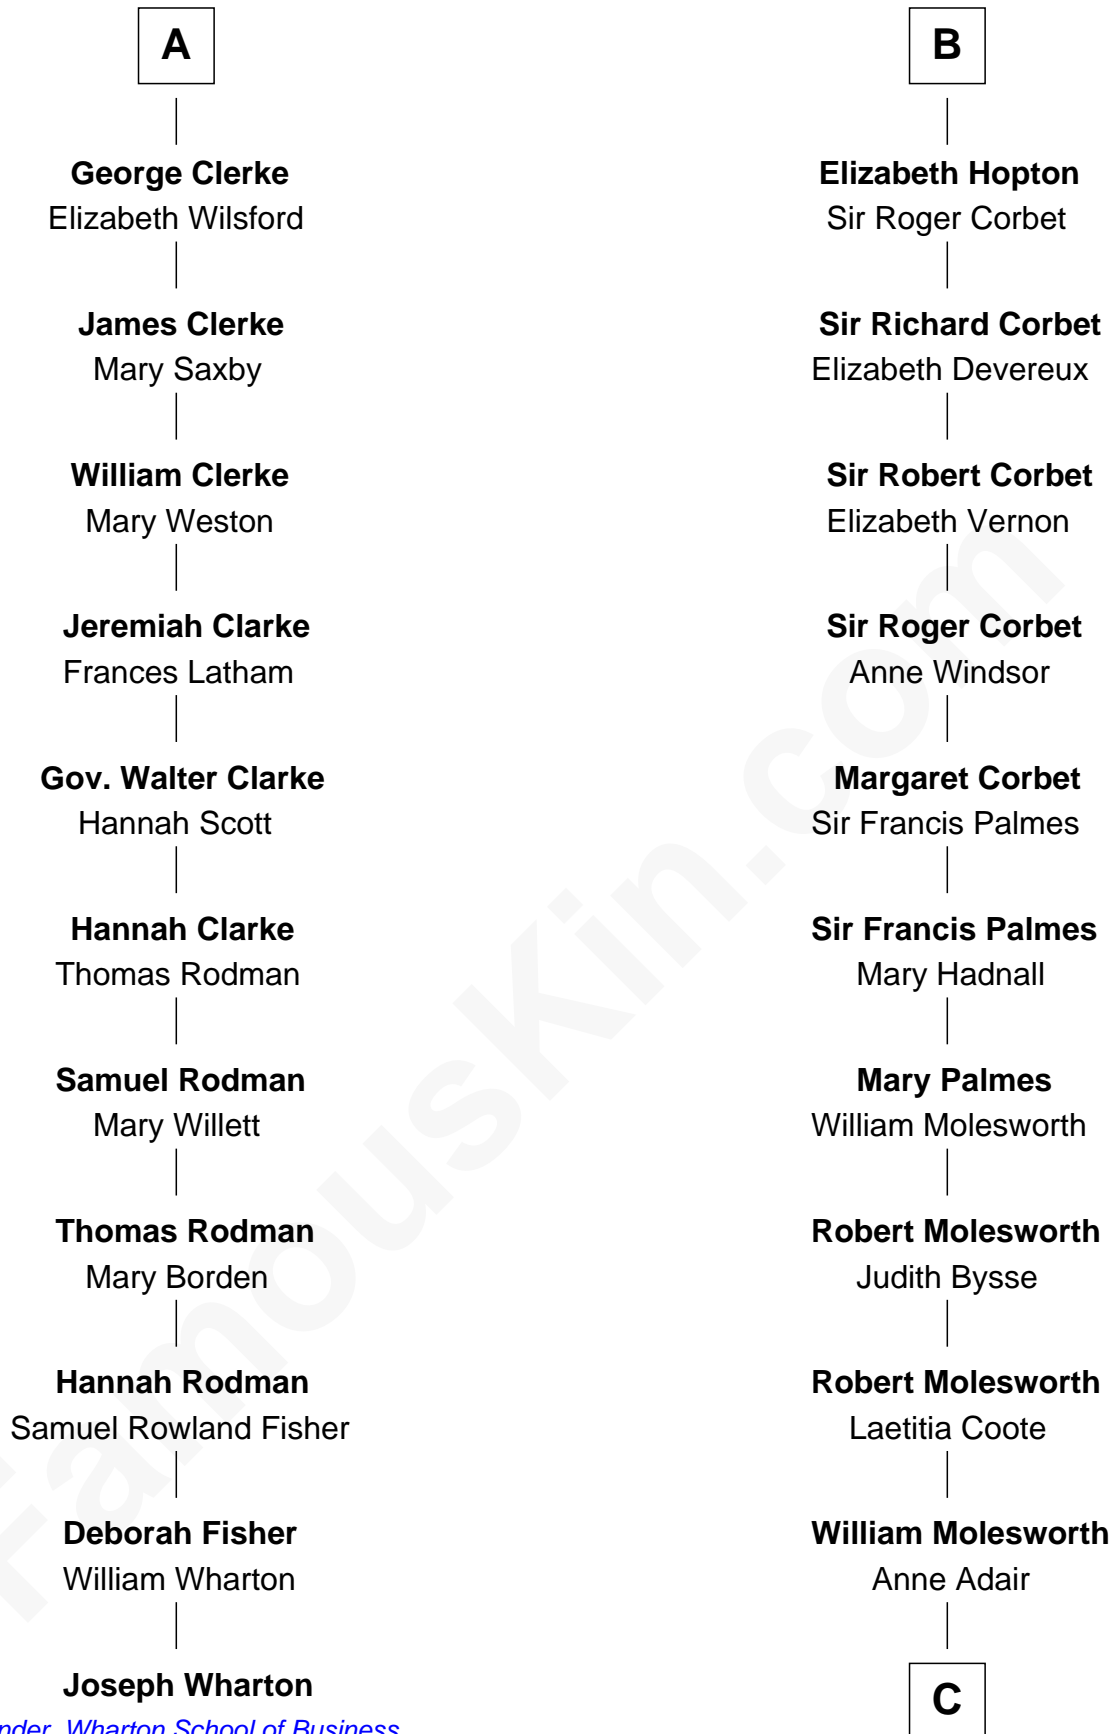 A
George Clerke
Elizabeth Wilsford
James Clerke
Mary Saxby
William Clerke
Mary Weston
Jeremiah Clarke
Frances Latham
Gov. Walter Clarke
Hannah Scott
Hannah Clarke
Thomas Rodman
Samuel Rodman
Mary Willett
Thomas Rodman
Mary Borden
Hannah Rodman
Samuel Rowland Fisher
Deborah Fisher
William Wharton
Joseph Wharton
Wharton School of Business
B
Elizabeth Hopton
Sir Roger Corbet
Sir Richard Corbet
Elizabeth Devereux
Sir Robert Corbet
Elizabeth Vernon
Sir Roger Corbet
Anne Windsor
Margaret Corbet
Sir Francis Palmes
Sir Francis Palmes
Mary Hadnall
Mary Palmes
William Molesworth
Robert Molesworth
Judith Bysse
Robert Molesworth
Laetitia Coote
William Molesworth
Anne Adair
C
FamousKin.com